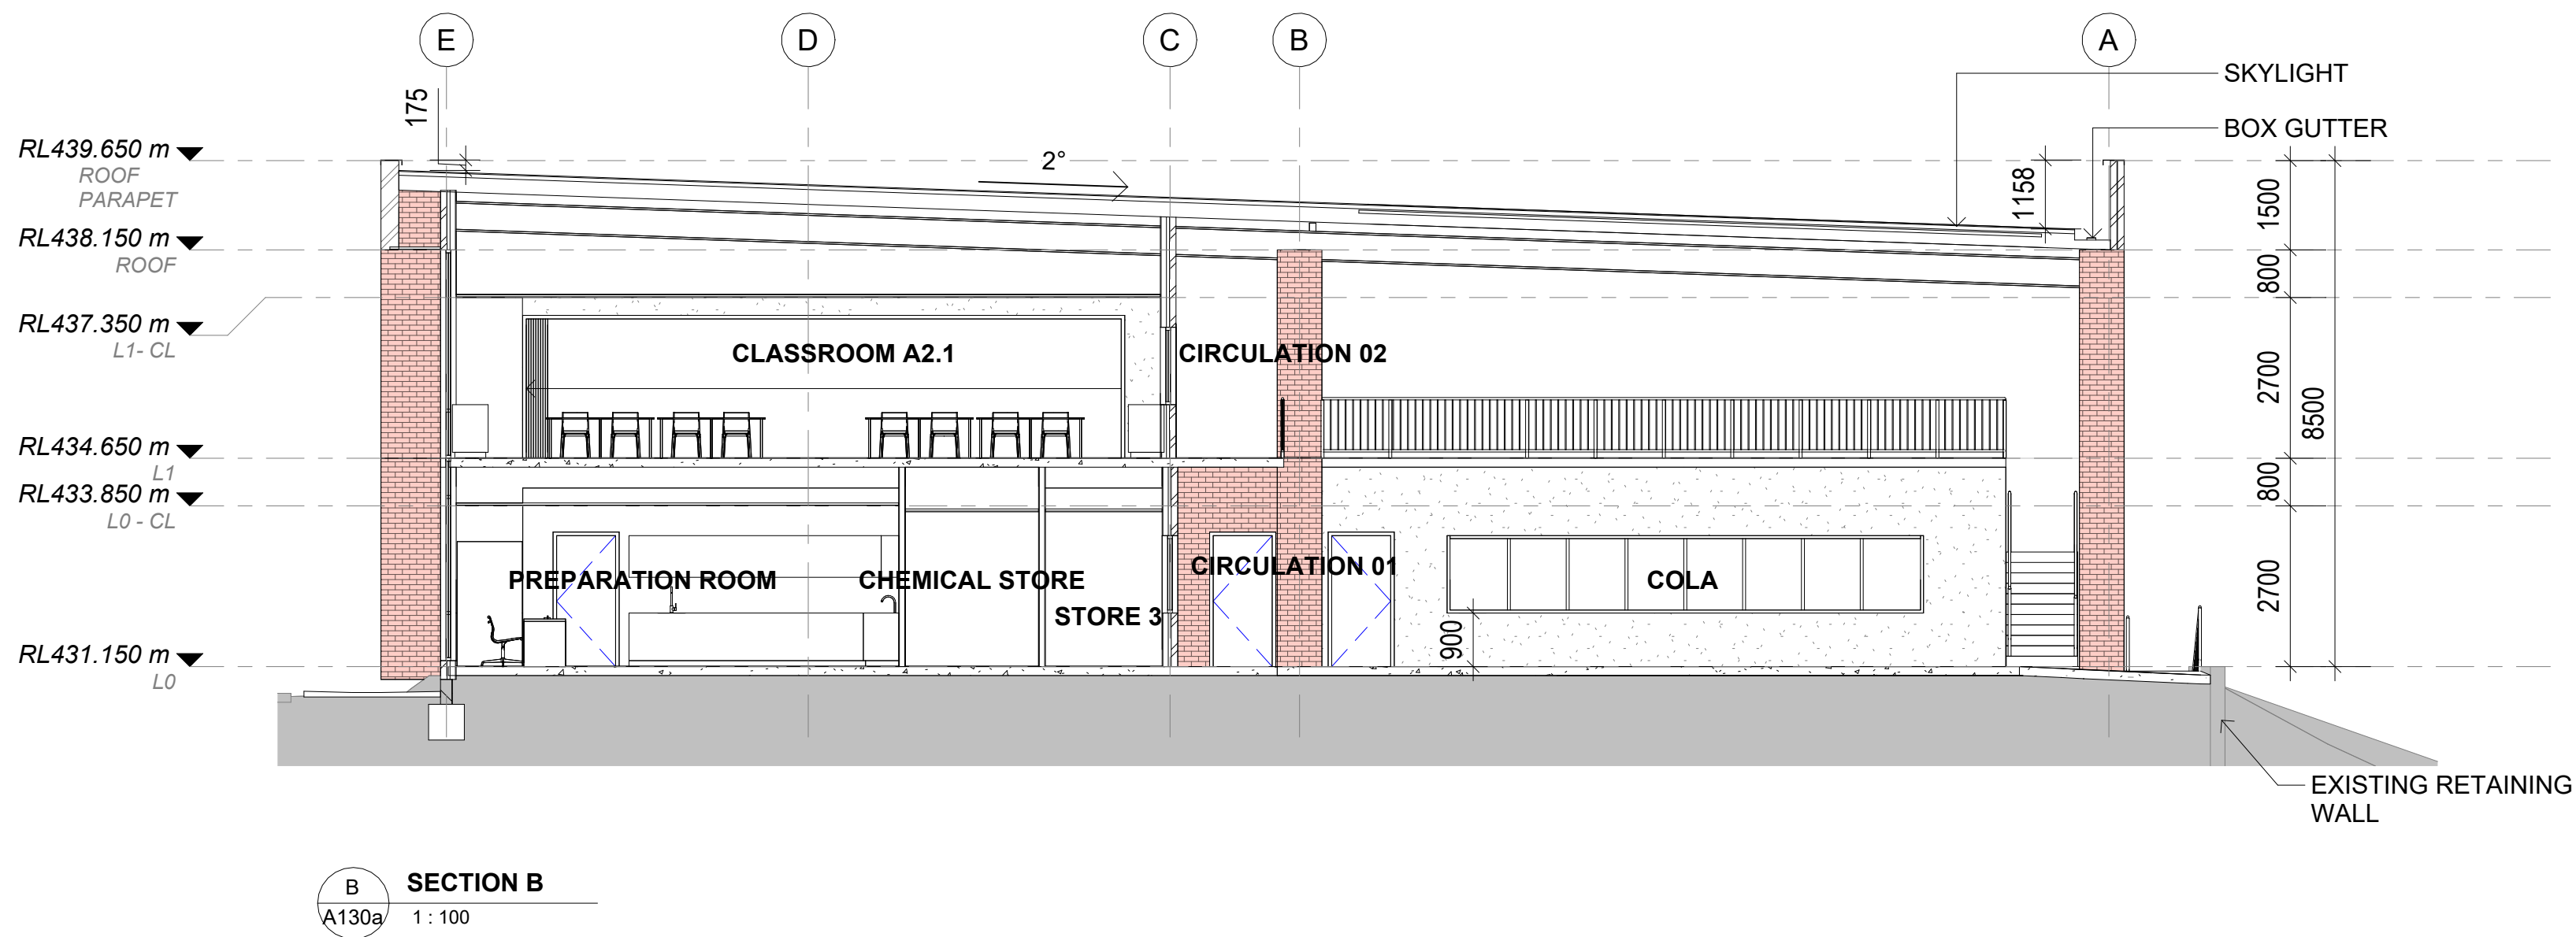 E
D
C
B
A
SKYLIGHT
BOX GUTTER
175
RL439.650 m
ROOF
PARAPET
2°
1158
1500
RL438.150 m
ROOF
800
RL437.350 m
L1- CL
CLASSROOM A2.1
CIRCULATION 02
2700
8500
RL434.650 m
L1
RL433.850 m
L0 - CL
800
PREPARATION ROOM
CHEMICAL STORE
STORE 3
CIRCULATION 01
COLA
900
2700
RL431.150 m
L0
EXISTING RETAINING
WALL
B
A130a
SECTION B
1 : 100